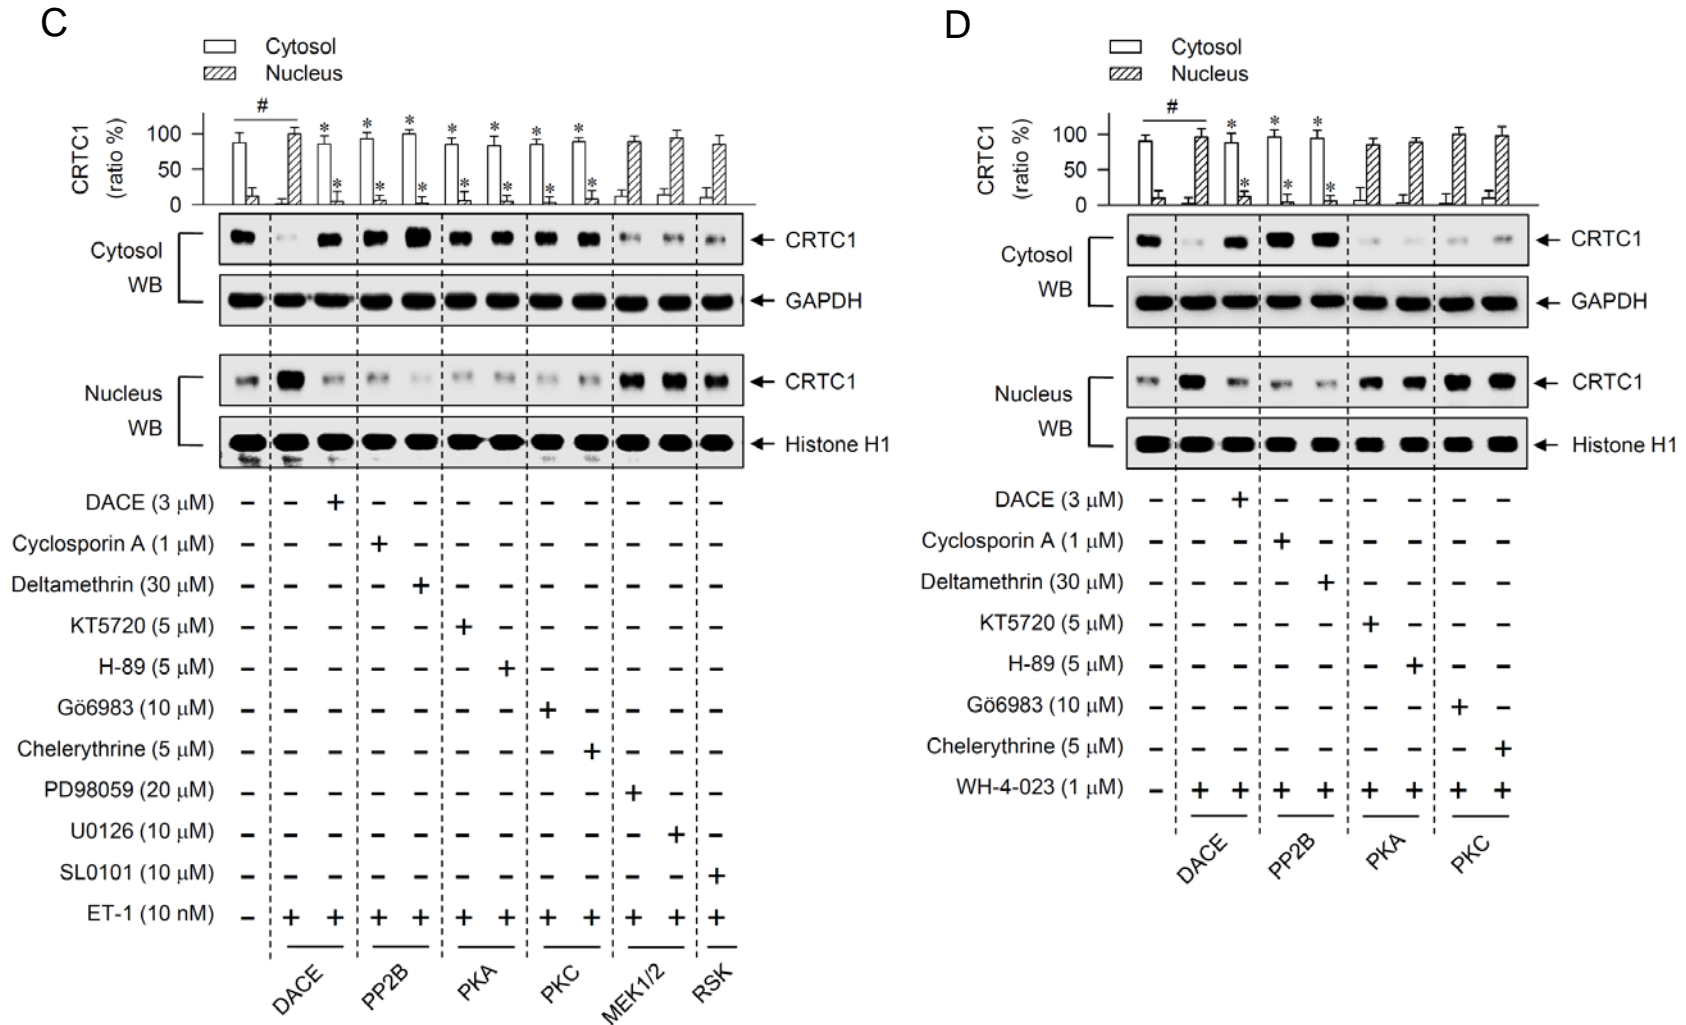 C
Cytosol
Nucleus
#
CRTC1
(ratio %)
100
50
0
* * * * * * *
* * * * * * *
Cytosol
WB
CRTC1
GAPDH
Nucleus
WB
CRTC1
Histone H1
DACE (3 μM) – – + – – – – – – – – –
Cyclosporin A (1 μM) – – – + – – – – – – – –
Deltamethrin (30 μM) – – – – + – – – – – – –
KT5720 (5 μM) – – – – – + – – – – – –
H-89 (5 μM) – – – – – – + – – – – –
Gö6983 (10 μM) – – – – – – – + – – – –
Chelerythrine (5 μM) – – – – – – – – + – – –
PD98059 (20 μM) – – – – – – – – – + – –
U0126 (10 μM) – – – – – – – – – – + –
SL0101 (10 μM) – – – – – – – – – – – +
ET-1 (10 nM) – + + + + + + + + + + +
DACE PP2B PKA PKC MEK1/2 RSK
D
Cytosol
Nucleus
#
CRTC1
(ratio %)
100
50
0
* * *
* * *
Cytosol
WB
CRTC1
GAPDH
Nucleus
WB
CRTC1
Histone H1
DACE (3 μM) – – + – – – – – –
Cyclosporin A (1 μM) – – – + – – – – –
Deltamethrin (30 μM) – – – – + – – – –
KT5720 (5 μM) – – – – – + – – –
H-89 (5 μM) – – – – – – + – –
Gö6983 (10 μM) – – – – – – – + –
Chelerythrine (5 μM) – – – – – – – – +
WH-4-023 (1 μM) – + + + + + + + +
DACE PP2B PKA PKC